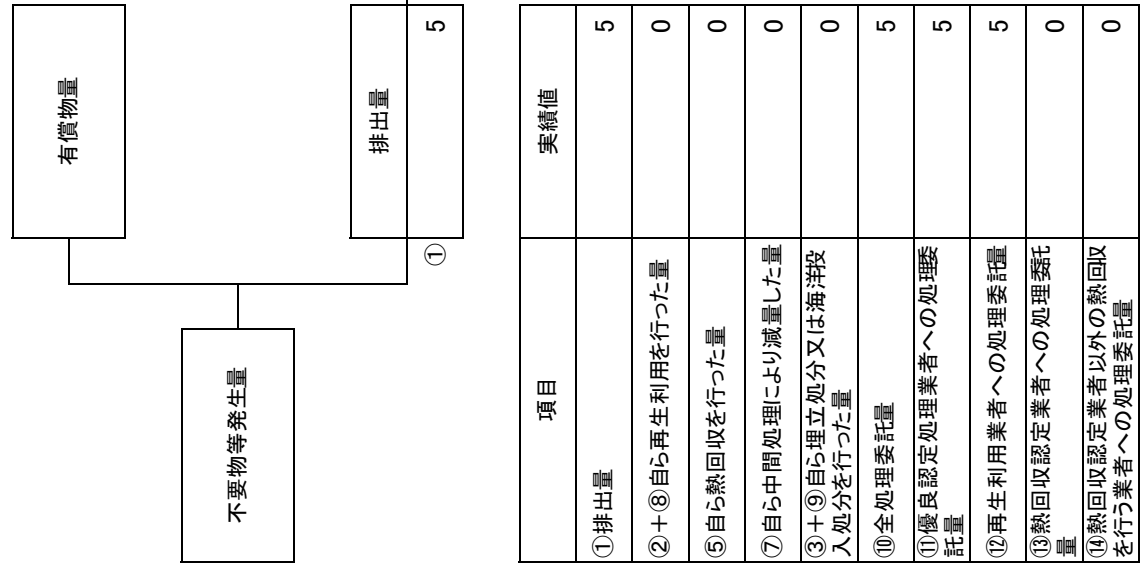 有償物量
不要物等発生量
排出量
①
5
項目
実績値
①排出量
5
②+⑧自ら再生利用を行った量
0
⑤自ら熱回収を行った量
0
⑦自ら中間処理により減量した量
0
③+⑨自ら埋立処分又は海洋投
入処分を行った量
0
⑩全処理委託量
5
⑪優良認定処理業者への処理委
託量
5
⑫再生利用業者への処理委託量
5
⑬熱回収認定業者への処理委託
量
0
⑭熱回収認定業者以外の熱回収
を行う業者への処理委託量
0